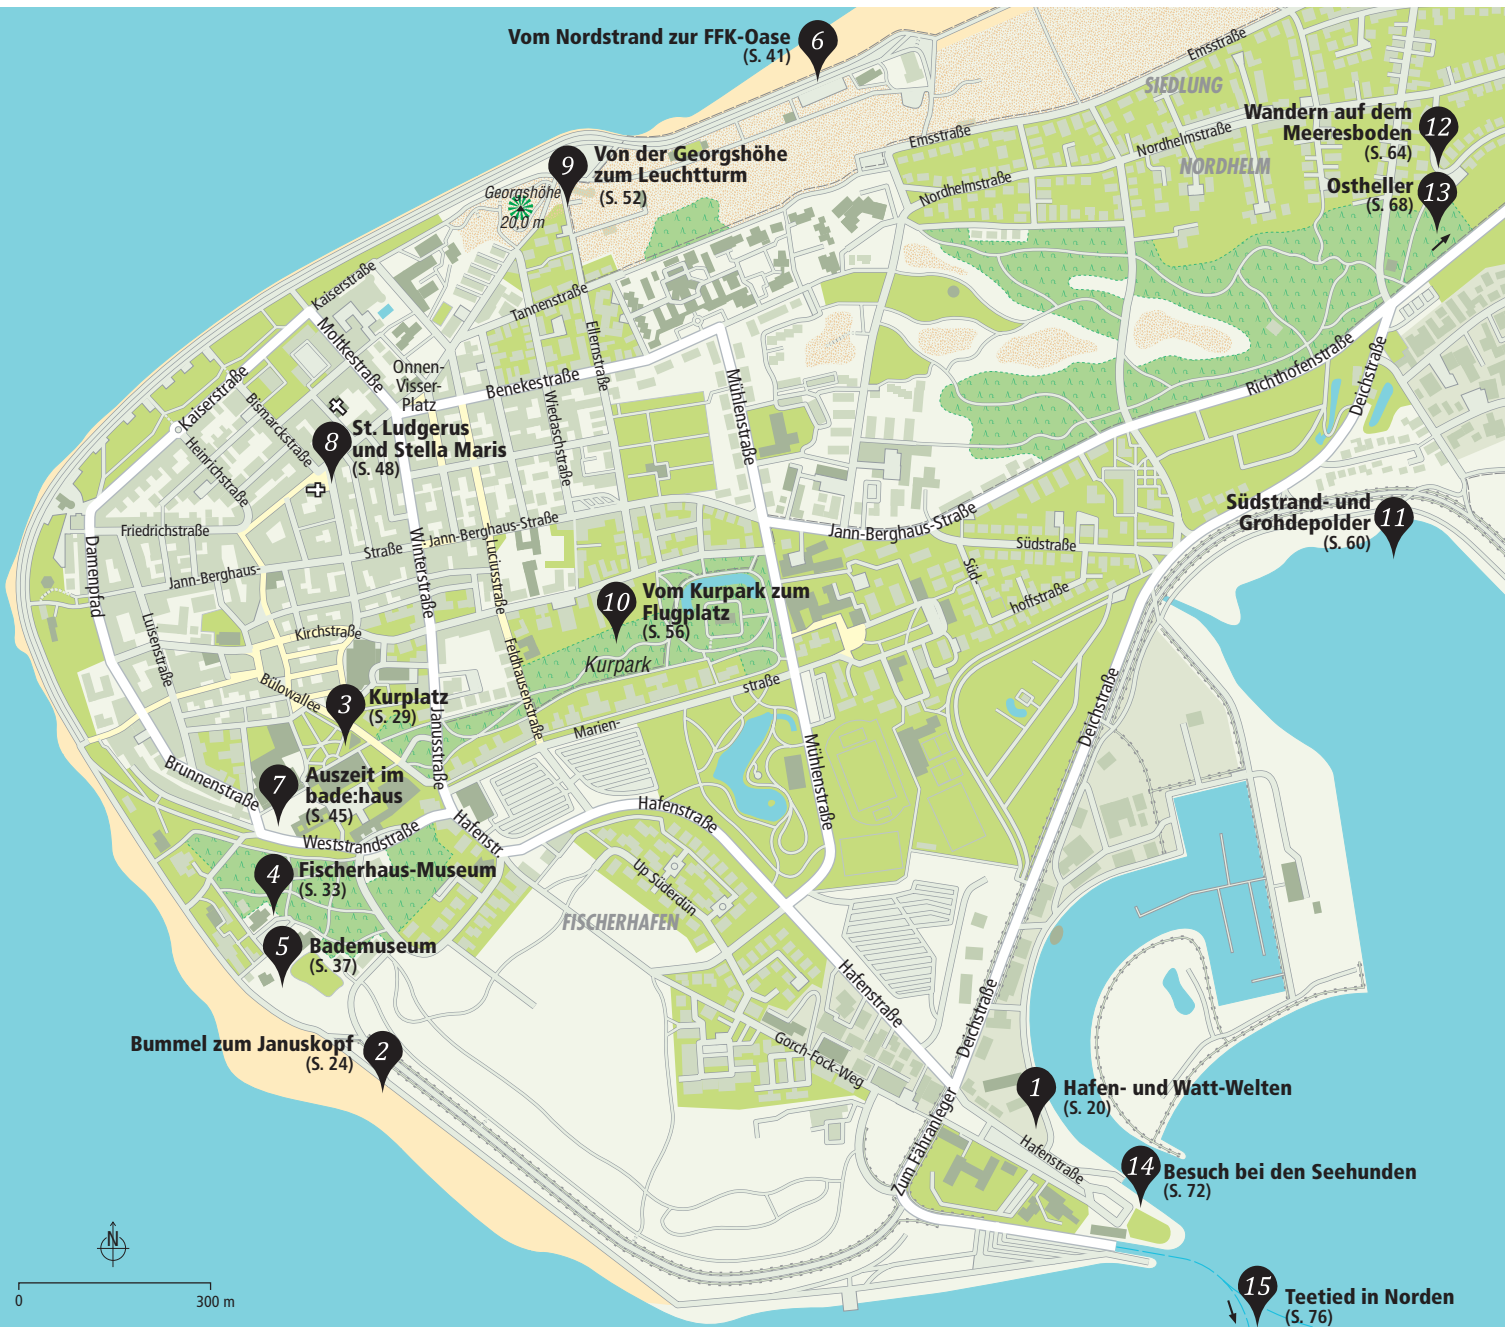 Vom Nordstrand zur FFK-Oase
(S. 41)
6
Emsstraße
SIEDLUNG
Wandern auf dem
Meeresboden
(S. 64)
12
Emsstraße
Nordhelmstraße
NORDHELM
9
Von der Georgshöhe
zum Leuchtturm
(S. 52)
Georgshöhe
20,0 m
Nordhelmstraße
Ostheller
(S. 68)
13
Kaiserstraße
Tannenstraße
Moltkestraße
Ellernstraße
Onnen-
Visser-
Platz
Benekestraße
Kaiserstraße
Mühlenstraße
Richthofenstraße
Deichstraße
Bismarckstraße
Wiedaschstraße
Heinrichstraße
8
St. Ludgerus
und Stella Maris
(S. 48)
Friedrichstraße
Jann-Berghaus-Straße
Jann-Berghaus-Straße
Südstrand- und
Grohdepolder
(S. 60)
11
Straße
Jann-Berghaus-
Damenpfad
Winterstraße
Luciusstraße
Südstraße
Süd-
hoffstraße
10
Vom Kurpark zum
Flugplatz
(S. 56)
Kurpark
Luisenstraße
Kirchstraße
Feldhausenstraße
Bülowallee
3
Kurplatz
(S. 29)
straße
Marien-
Janusstraße
Deichstraße
Mühlenstraße
Brunnenstraße
7
Auszeit im
bade:haus
(S. 45)
Hafenstraße
Hafenstr.
Weststrandstraße
4
Fischerhaus-Museum
(S. 33)
Up Süderdün
FISCHERHAFEN
5
Bademuseum
(S. 37)
Hafenstraße
Deichstraße
Bummel zum Januskopf
(S. 24)
2
Gorch-Fock-Weg
1
Hafen- und Watt-Welten
(S. 20)
Zum Fähranleger
Hafenstraße
14
Besuch bei den Seehunden
(S. 72)
N
0
300 m
15
Teetied in Norden
(S. 76)